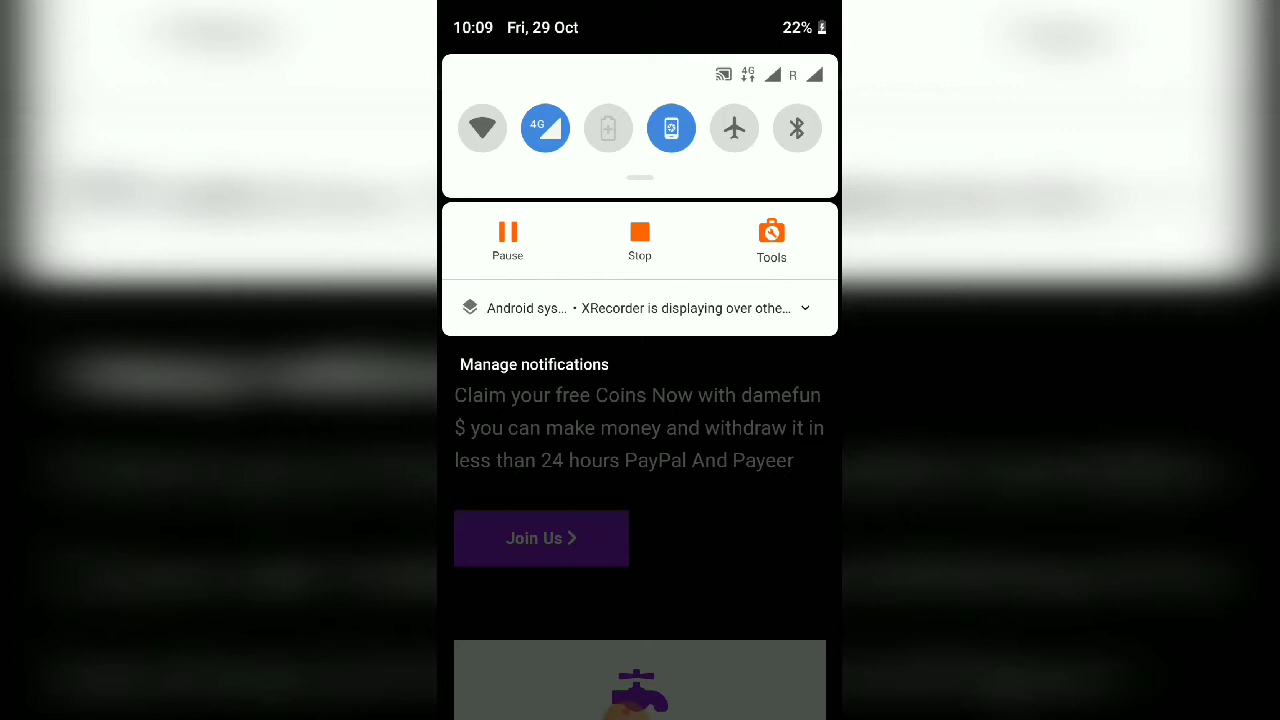 10:09 Fri, 29 Oct 22%
4G R
4G
Pause Stop Tools
Android sys... • XRecorder is displaying over othe...
Manage notifications
Claim your free Coins Now with damefun
$ you can make money and withdraw it in
less than 24 hours PayPal And Payeer
Join Us